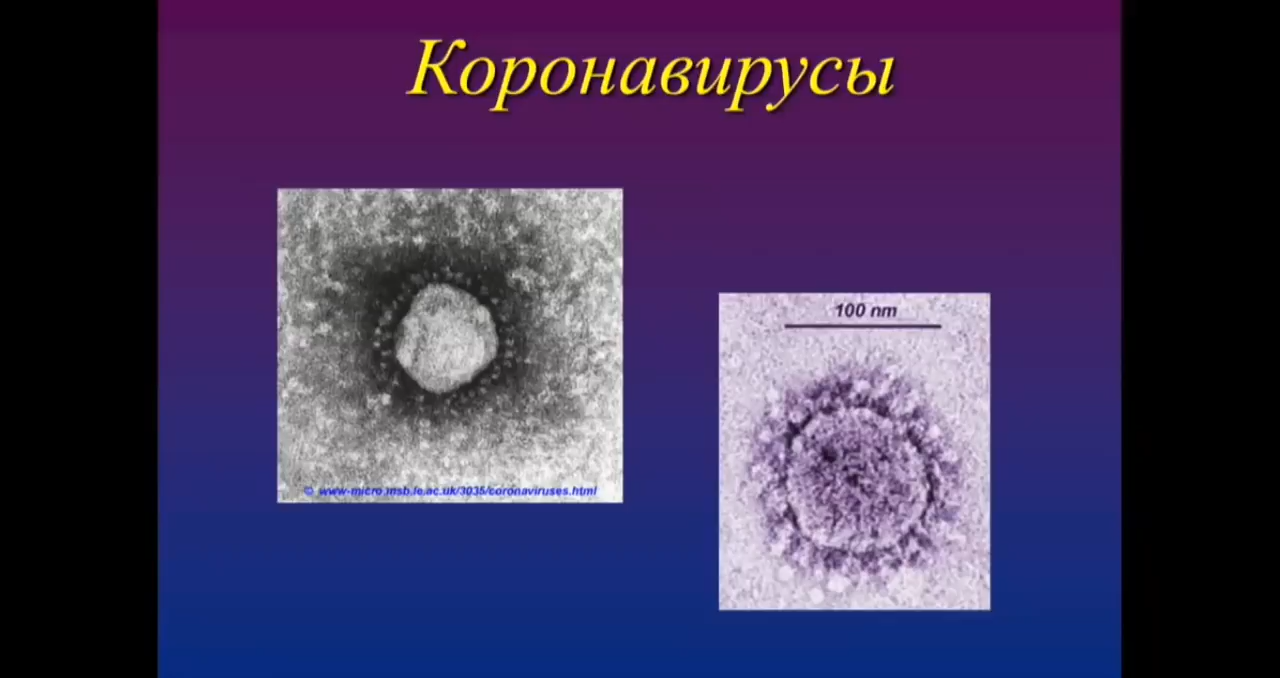 Коронавирусы
100 nm
© www-micro.msb.le.ac.uk/3035/coronaviruses.html